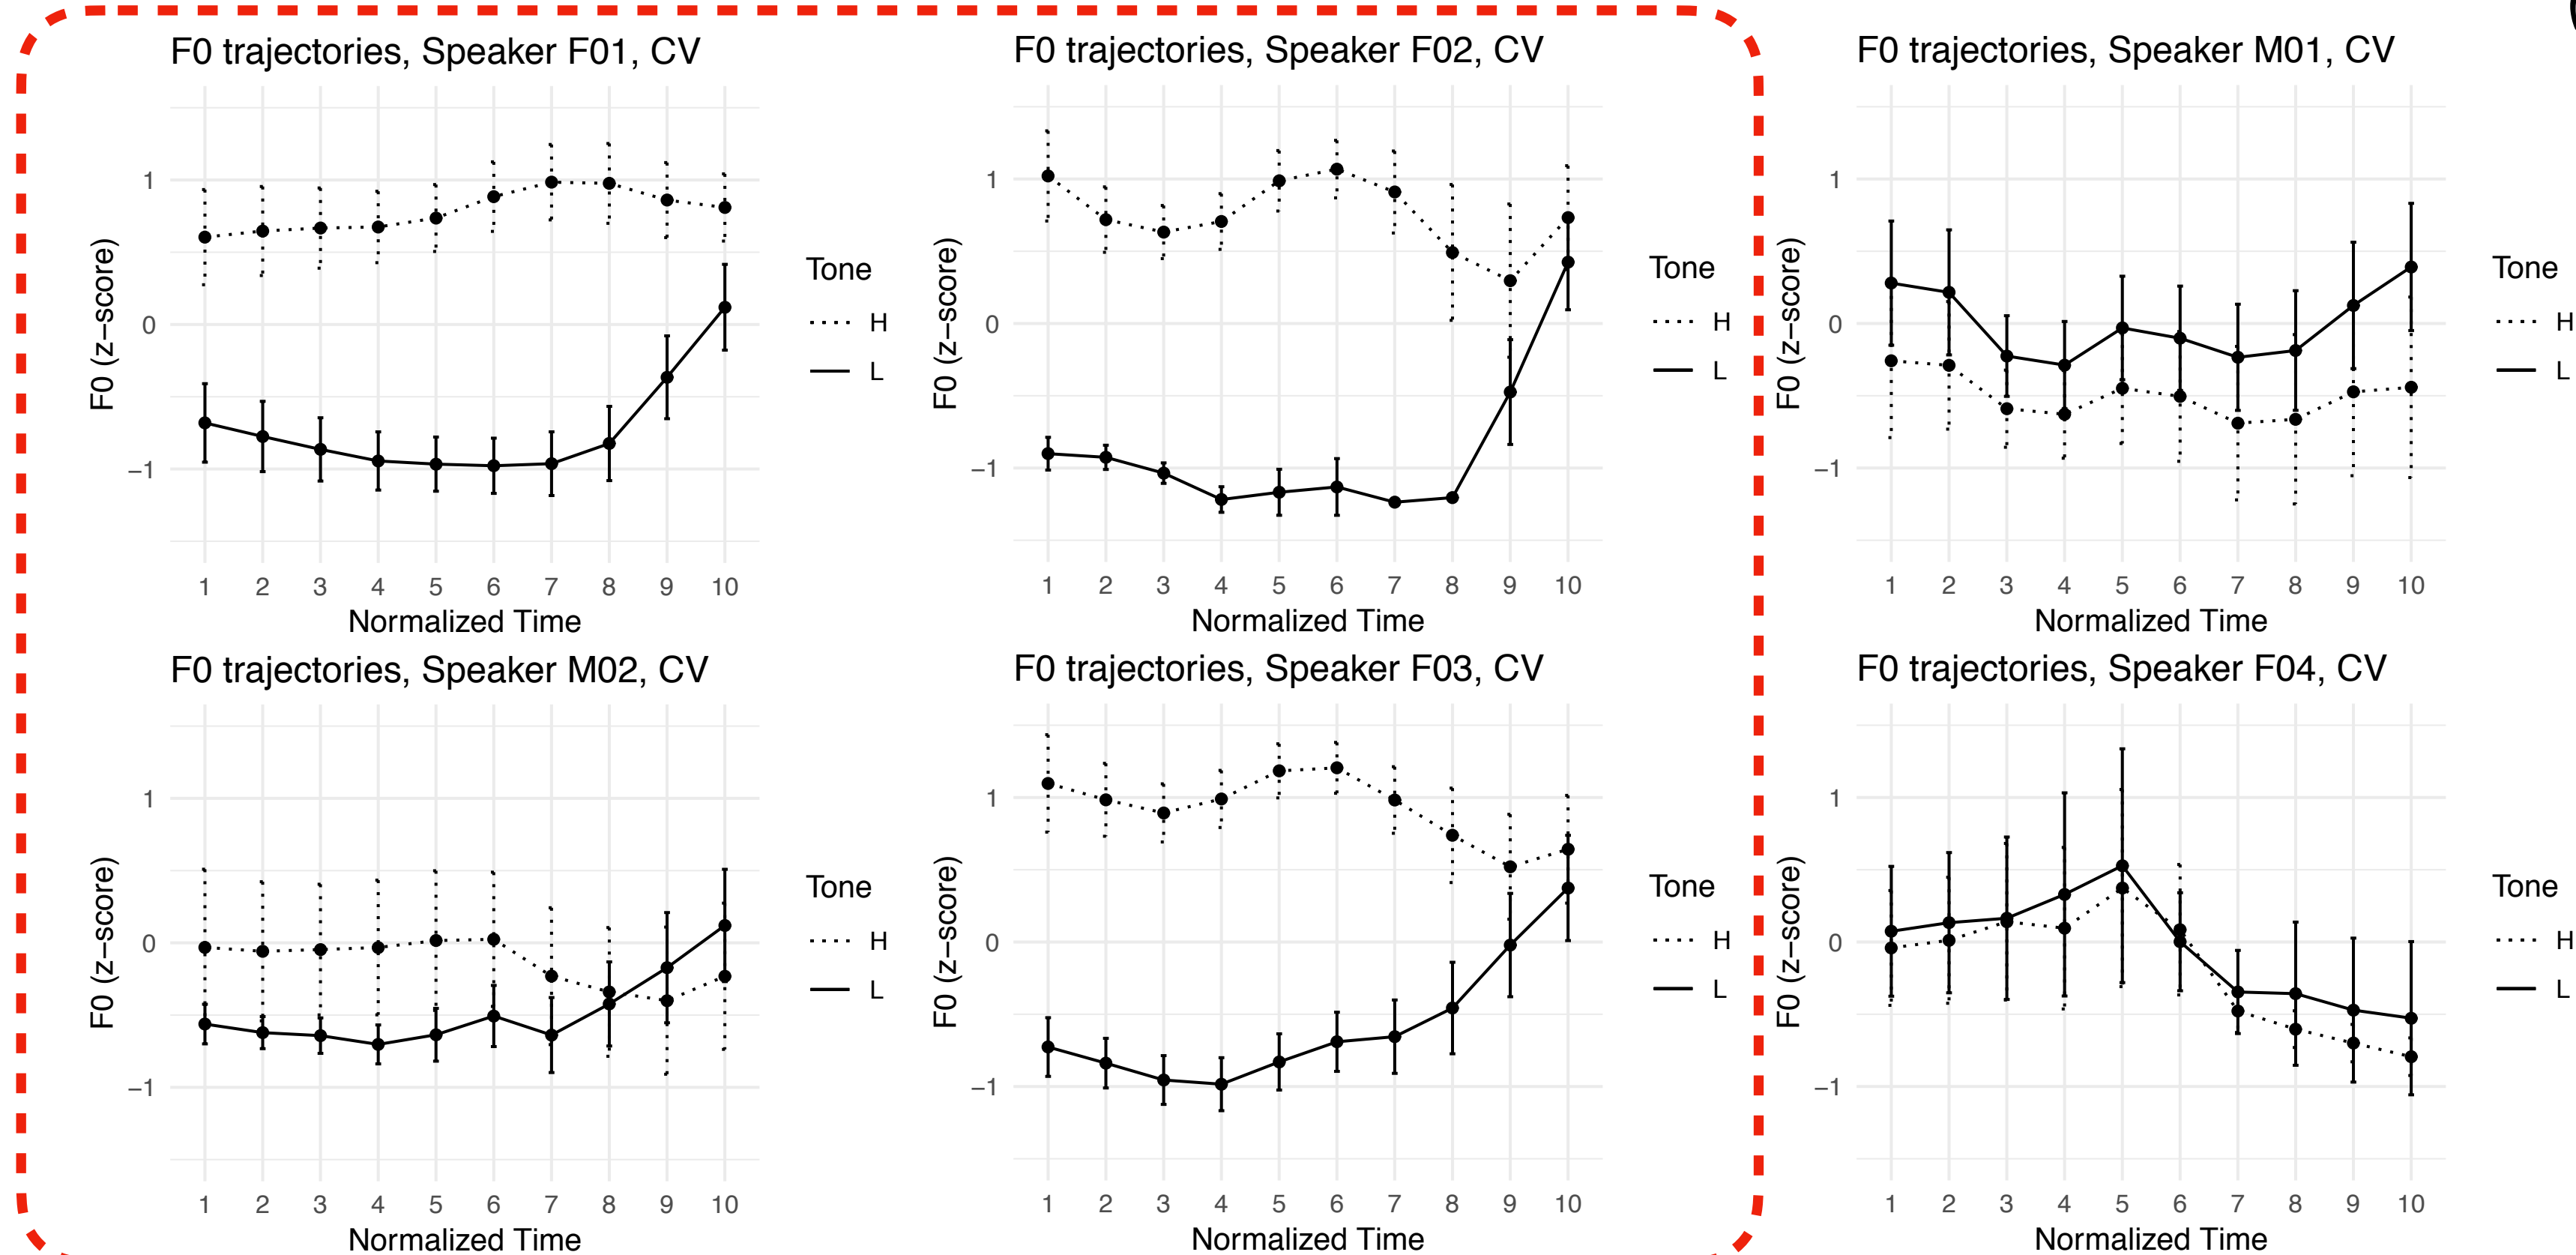 F0 trajectories, Speaker F01, CV
F0 (z−score)
1
0
−1
1 2 3 4 5 6 7 8 9 10
Normalized Time
Tone
H
L
F0 trajectories, Speaker F02, CV
F0 (z−score)
1
0
−1
1 2 3 4 5 6 7 8 9 10
Normalized Time
Tone
H
L
F0 trajectories, Speaker M01, CV
F0 (z−score)
1
0
−1
1 2 3 4 5 6 7 8 9 10
Normalized Time
Tone
H
L
F0 trajectories, Speaker M02, CV
F0 (z−score)
1
0
−1
1 2 3 4 5 6 7 8 9 10
Normalized Time
Tone
H
L
F0 trajectories, Speaker F03, CV
F0 (z−score)
1
0
−1
1 2 3 4 5 6 7 8 9 10
Normalized Time
Tone
H
L
F0 trajectories, Speaker F04, CV
F0 (z−score)
1
0
−1
1 2 3 4 5 6 7 8 9 10
Normalized Time
Tone
H
L